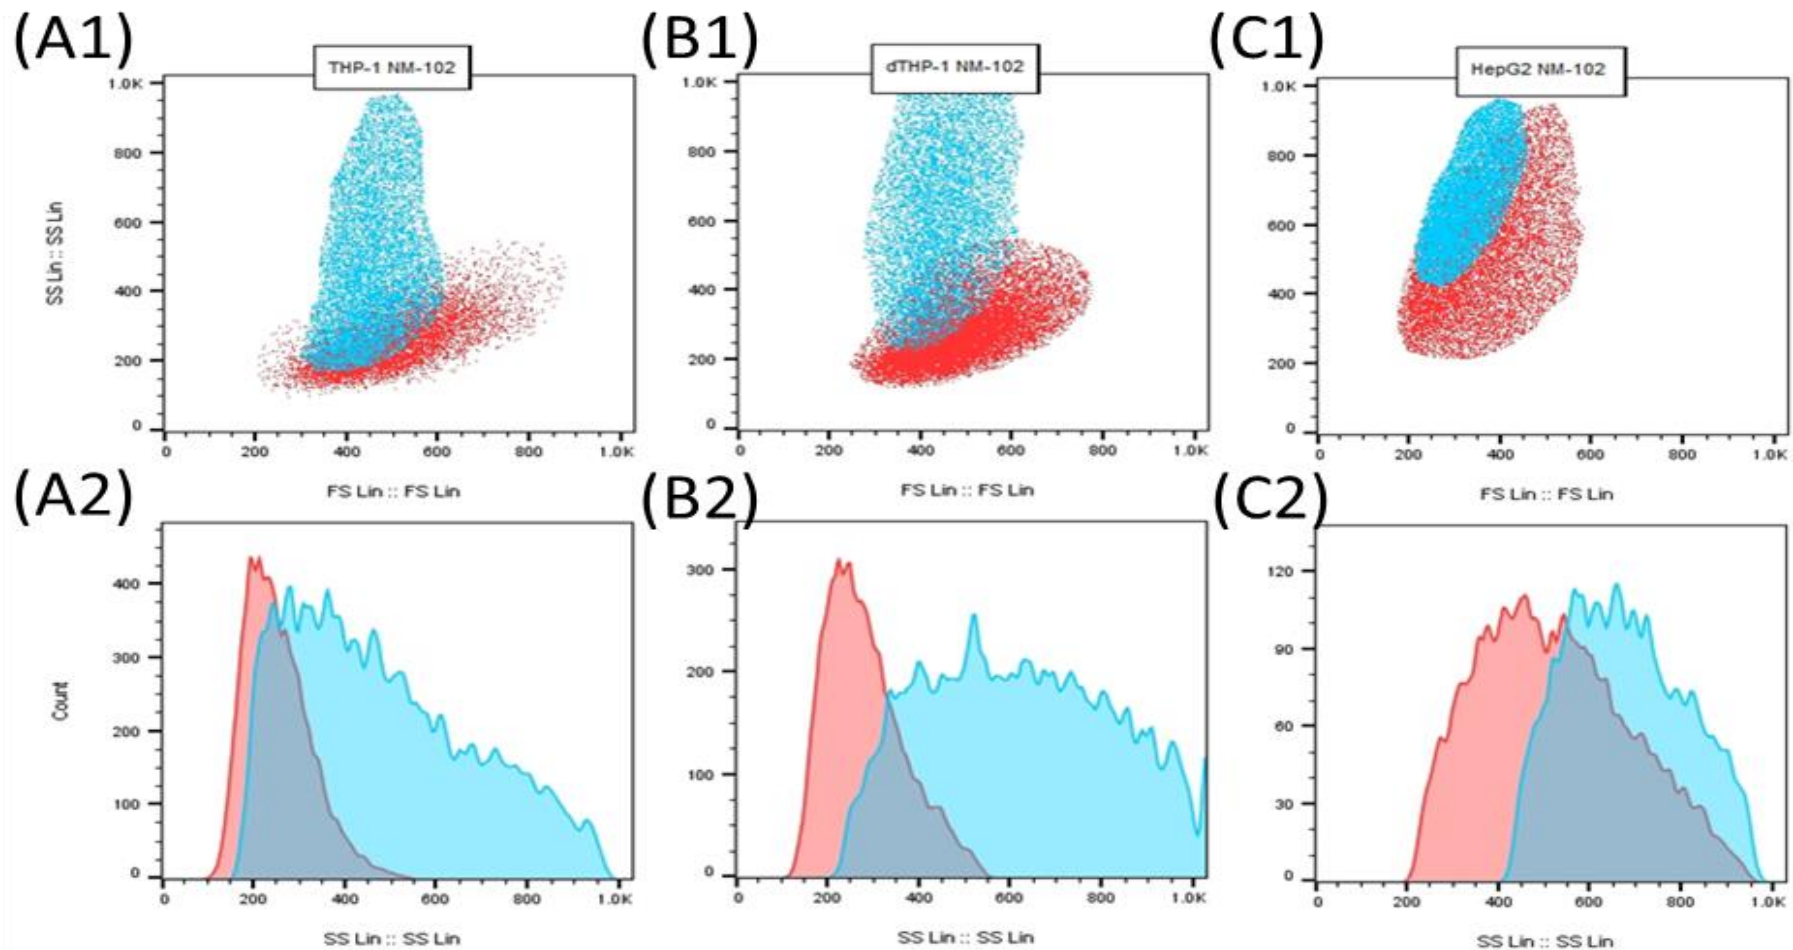 (A1)
THP-1 NM-102
1.0K
800
600
400
200
0
SS Lin :: SS Lin
0 200 400 600 800 1.0K
FS Lin :: FS Lin
(B1)
dTHP-1 NM-102
1.0K
800
600
400
200
0
0 200 400 600 800 1.0K
FS Lin :: FS Lin
(C1)
HepG2 NM-102
1.0K
800
600
400
200
0
0 200 400 600 800 1.0K
FS Lin :: FS Lin
(A2)
400
300
200
100
0
Count
0 200 400 600 800 1.0K
SS Lin :: SS Lin
(B2)
300
200
100
0
0 200 400 600 800 1.0K
SS Lin :: SS Lin
(C2)
120
90
60
30
0
0 200 400 600 800 1.0K
SS Lin :: SS Lin